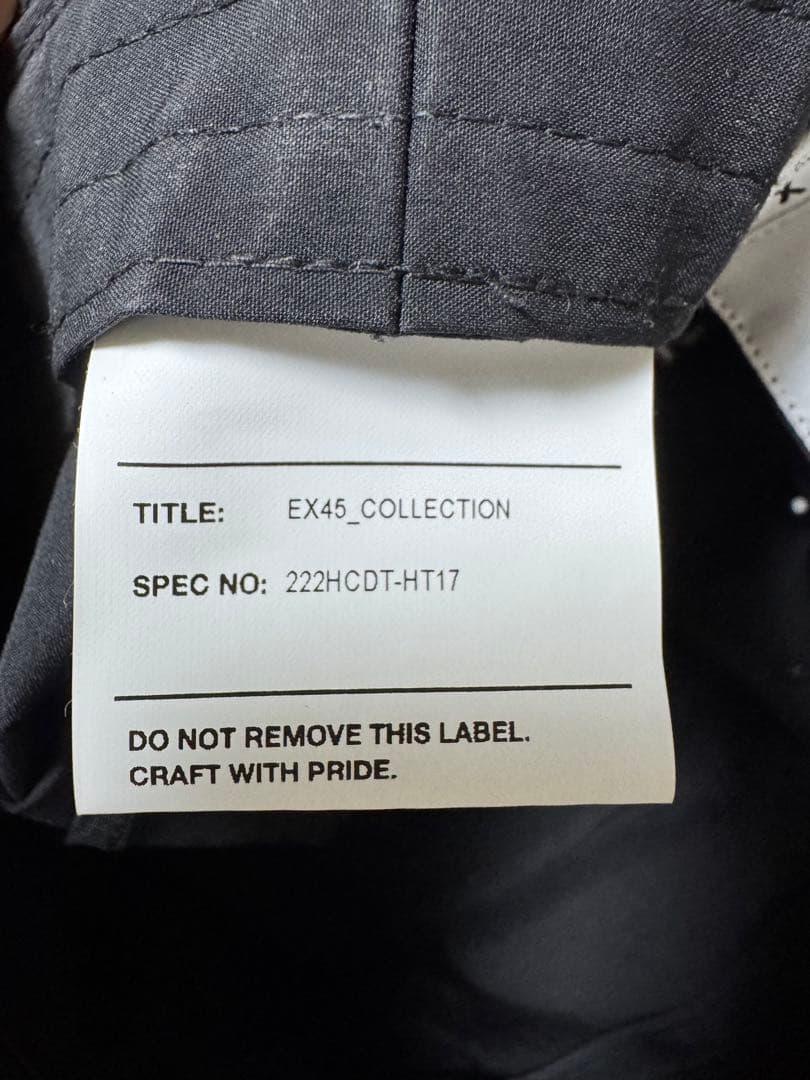 TITLE: EX45_COLLECTION
SPEC NO: 222HCDT-HT17
DO NOT REMOVE THIS LABEL.
CRAFT WITH PRIDE.